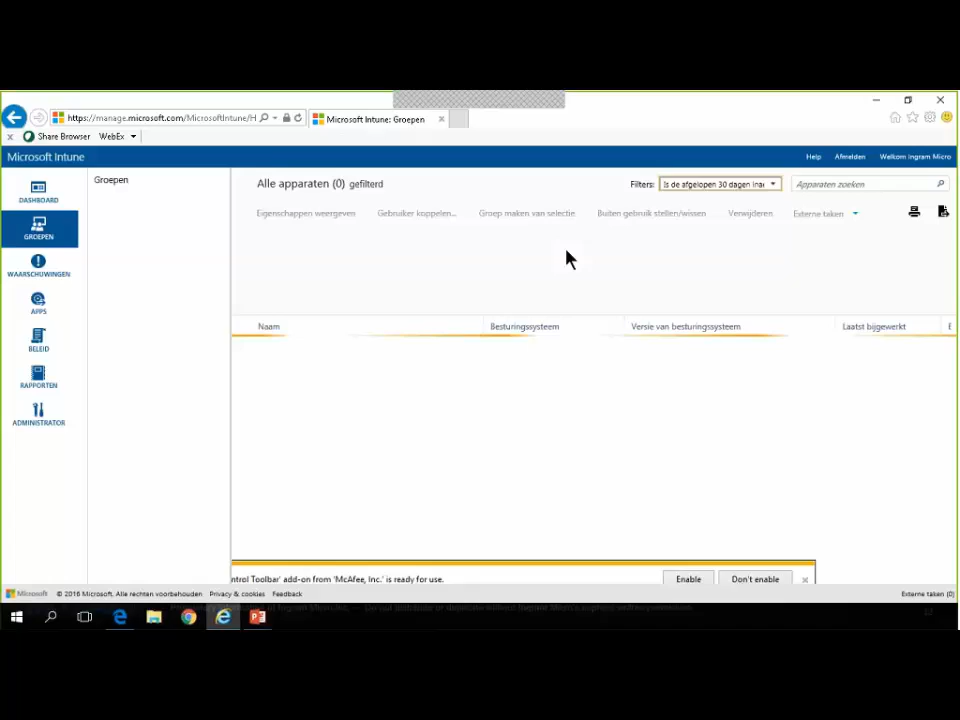 https://manage.microsoft.com/MicrosoftIntune/H
Microsoft Intune: Groepen
Share Browser WebEx
Microsoft Intune
Help Afmelden Welkom Ingram Micro
DASHBOARD
GROEPEN
WAARSCHUWINGEN
APPS
BELEID
RAPPORTEN
ADMINISTRATOR
Groepen
Alle apparaten (0) gefilterd
Filters: Is de afgelopen 30 dagen inac
Apparaten zoeken
Eigenschappen weergeven Gebruiker koppelen... Groep maken van selectie Buiten gebruik stellen/wissen Verwijderen Externe taken
Naam Besturingssysteem Versie van besturingssysteem Laatst bijgewerkt E
ntrol Toolbar' add-on from 'McAfee, Inc.' is ready for use.
Enable Don't enable
Microsoft © 2016 Microsoft. Alle rechten voorbehouden Privacy & cookies Feedback
Externe taken (0)